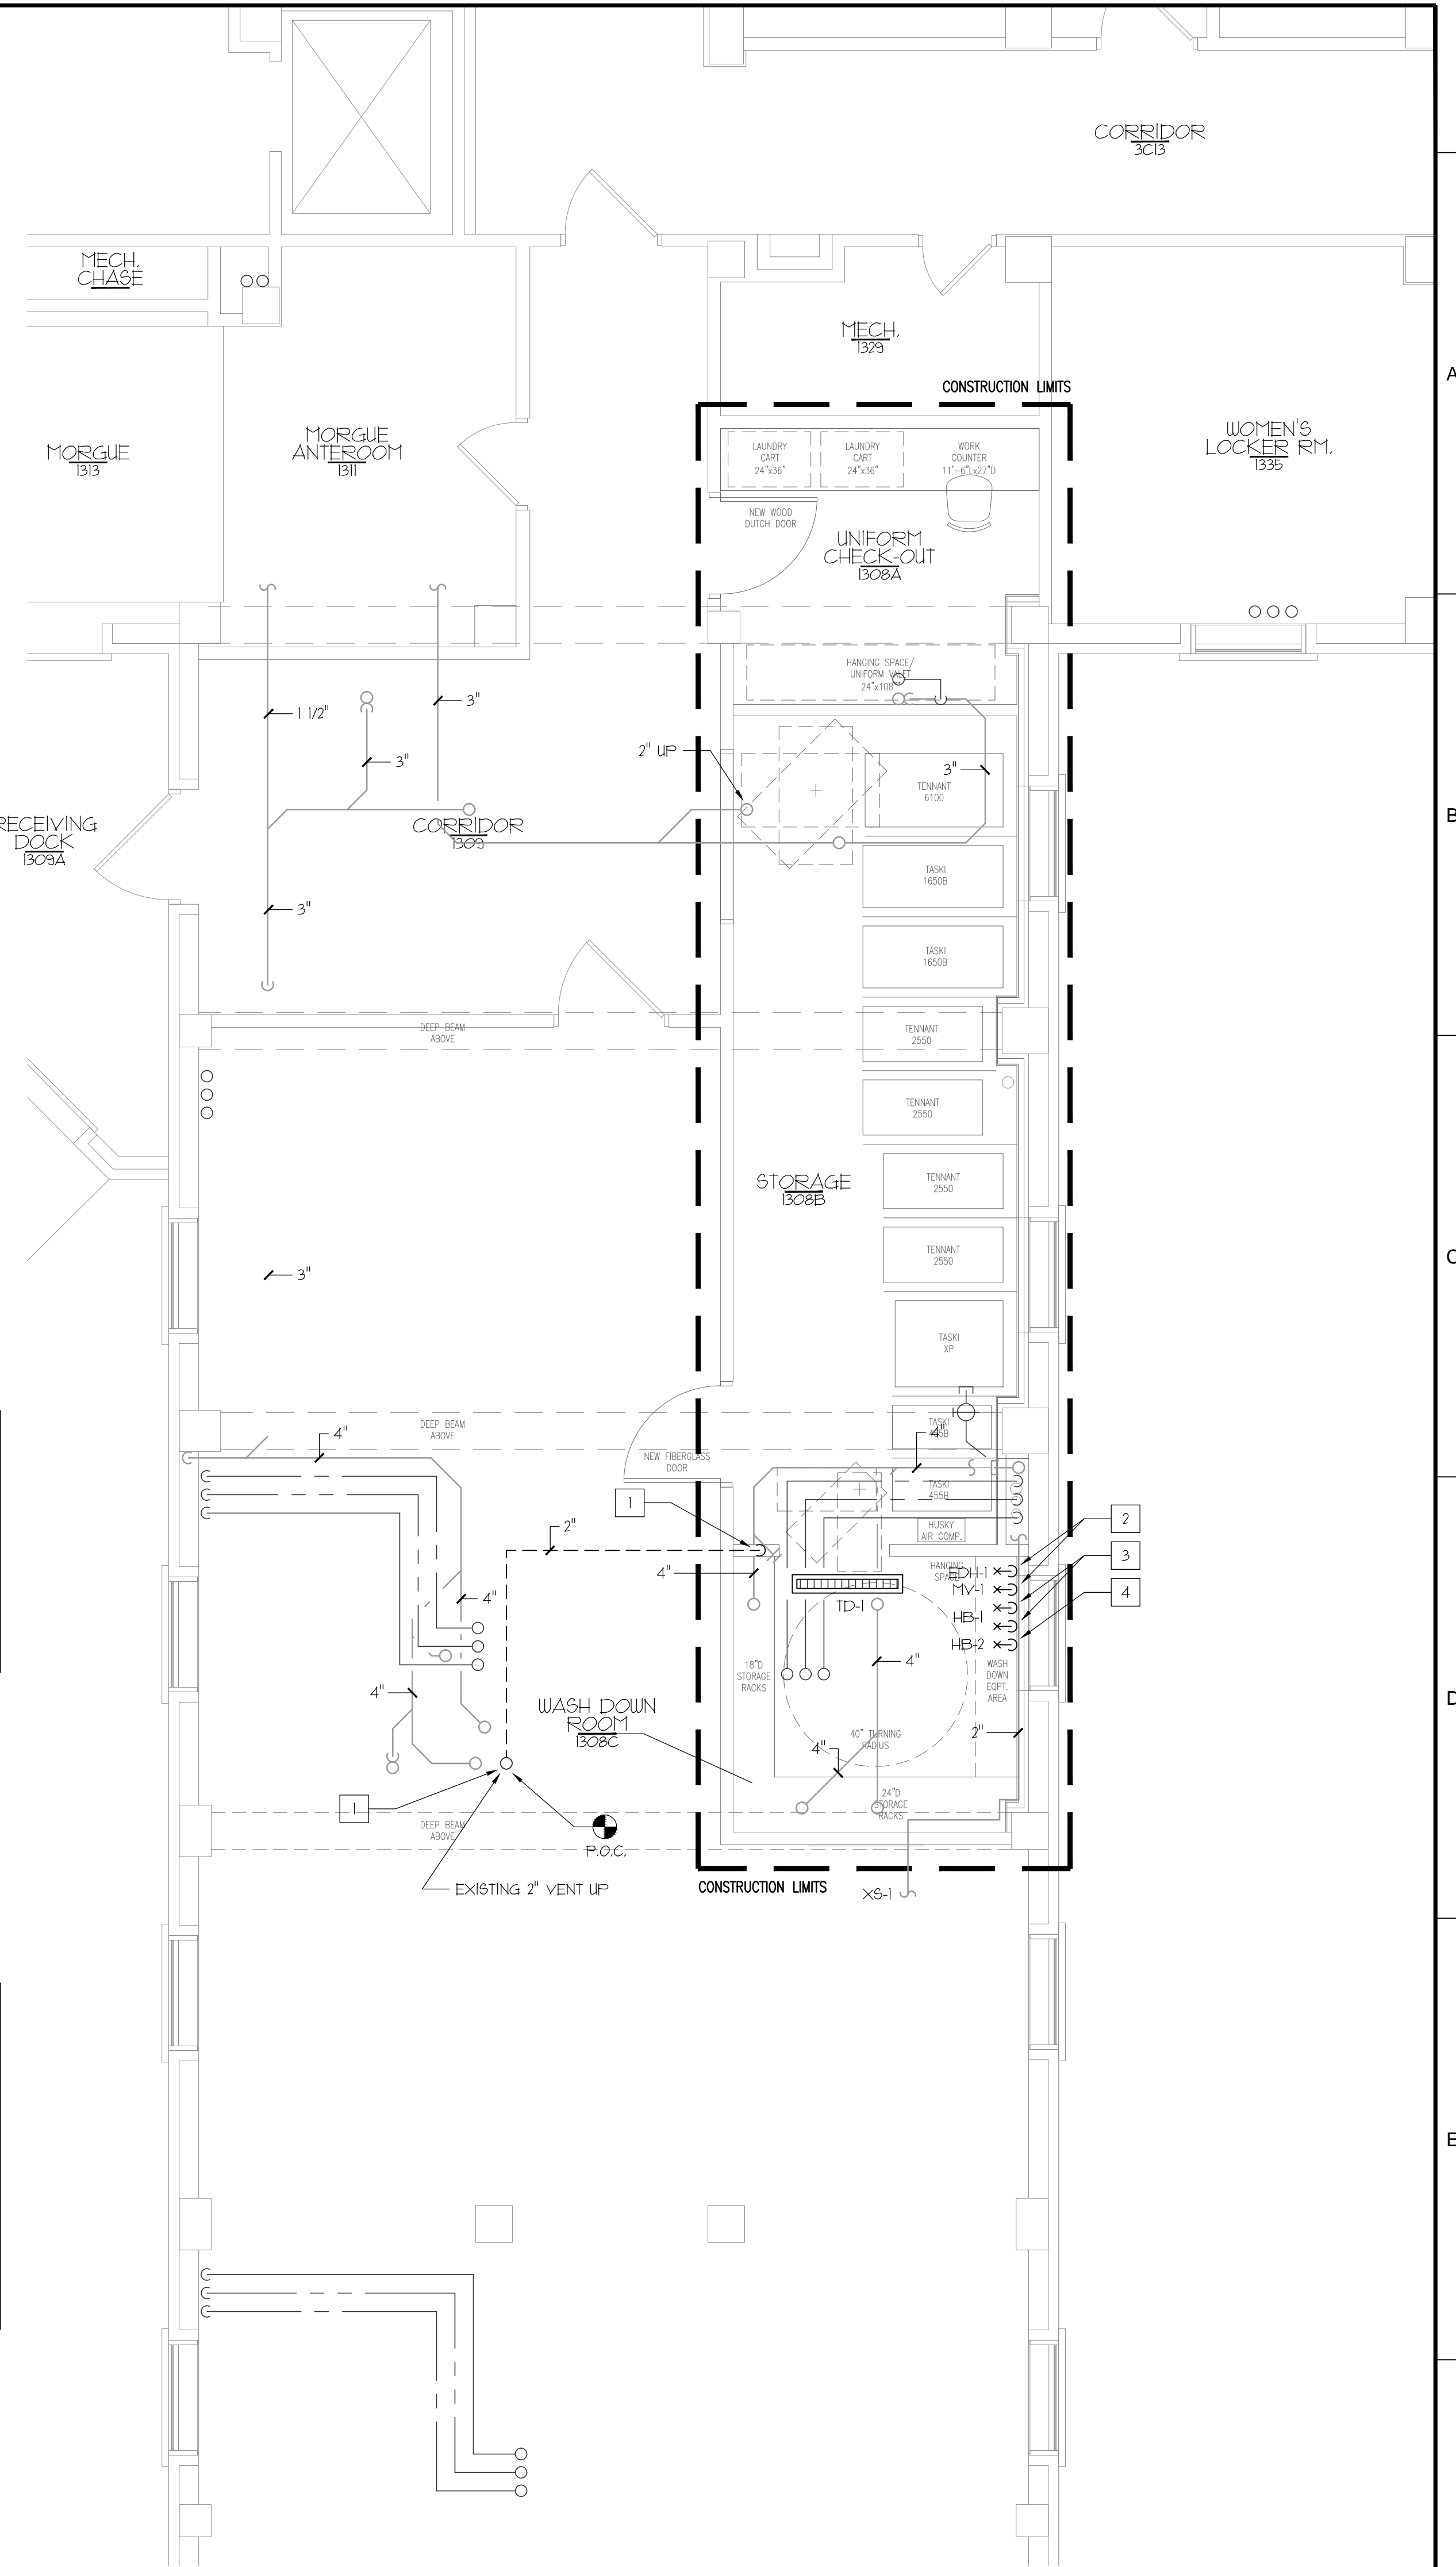 CORRIDOR
3C13
MECH.
CHASE
MECH.
1329
CONSTRUCTION LIMITS
MORGUE
1313
MORGUE
ANTEROOM
1311
WOMEN'S
LOCKER RM.
1335
A
LAUNDRY
CART
24"x36"
LAUNDRY
CART
24"x36"
WORK
COUNTER
11'-6"Lx27"D
NEW WOOD
DUTCH DOOR
UNIFORM
CHECK-OUT
1308A
HANGING SPACE/
UNIFORM VALET
24"x108"
1 1/2"
3"
3"
2" UP
3"
TENNANT
6100
RECEIVING
DOCK
1309A
CORRIDOR
1309
B
TASKI
1650B
3"
TASKI
1650B
DEEP BEAM
ABOVE
TENNANT
2550
TENNANT
2550
STORAGE
1308B
TENNANT
2550
TENNANT
2550
3"
C
TASKI
XP
DEEP BEAM
ABOVE
4"
TASKI
455B
4"
NEW FIBERGLASS
DOOR
TASKI
455B
1
2"
HUSKY
AIR COMP.
2
3
4
4"
HANGING
SPACE
EDH-1
MV-1
HB-1
HB-2
4"
TD-1
18"D
STORAGE
RACKS
4"
WASH
DOWN
EQPT.
AREA
4"
WASH DOWN
ROOM
1308C
D
40" TURNING
RADIUS
2"
4"
24"D
STORAGE
RACKS
1
DEEP BEAM
ABOVE
P.O.C.
EXISTING 2" VENT UP
CONSTRUCTION LIMITS
XS-1
E